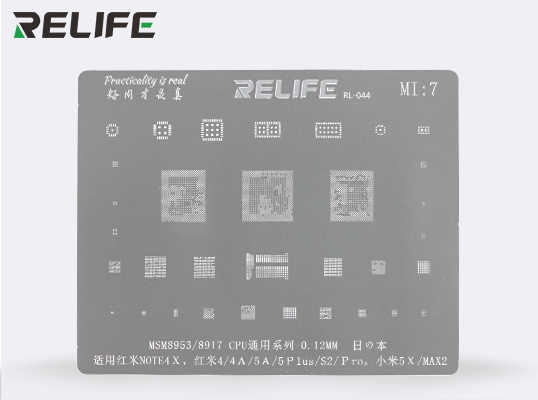 RELIFE
Practicality is real
好用才是真
RELIFE RL-044
MI:7
MSM8953/8917 CPU通用系列-0.12MM 日の本
适用红米NOTE4X, 红米4/4A/5A/5Plus/S2/Pro, 小米5X/MAX2